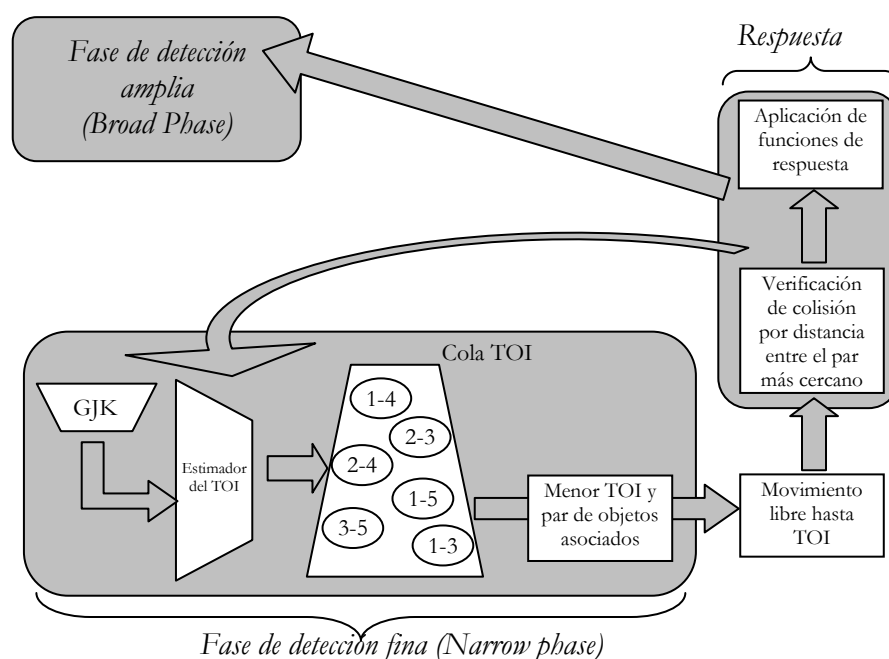 Fase de detección
amplia
(Broad Phase)
Respuesta
Aplicación de
funciones de
respuesta
Verificación
de colisión
por distancia
entre el par
más cercano
Cola TOI
GJK
Estimador
del TOI
1-4
2-3
2-4
1-5
3-5
1-3
Menor TOI y
par de objetos
asociados
Movimiento
libre hasta
TOI
Fase de detección fina (Narrow phase)